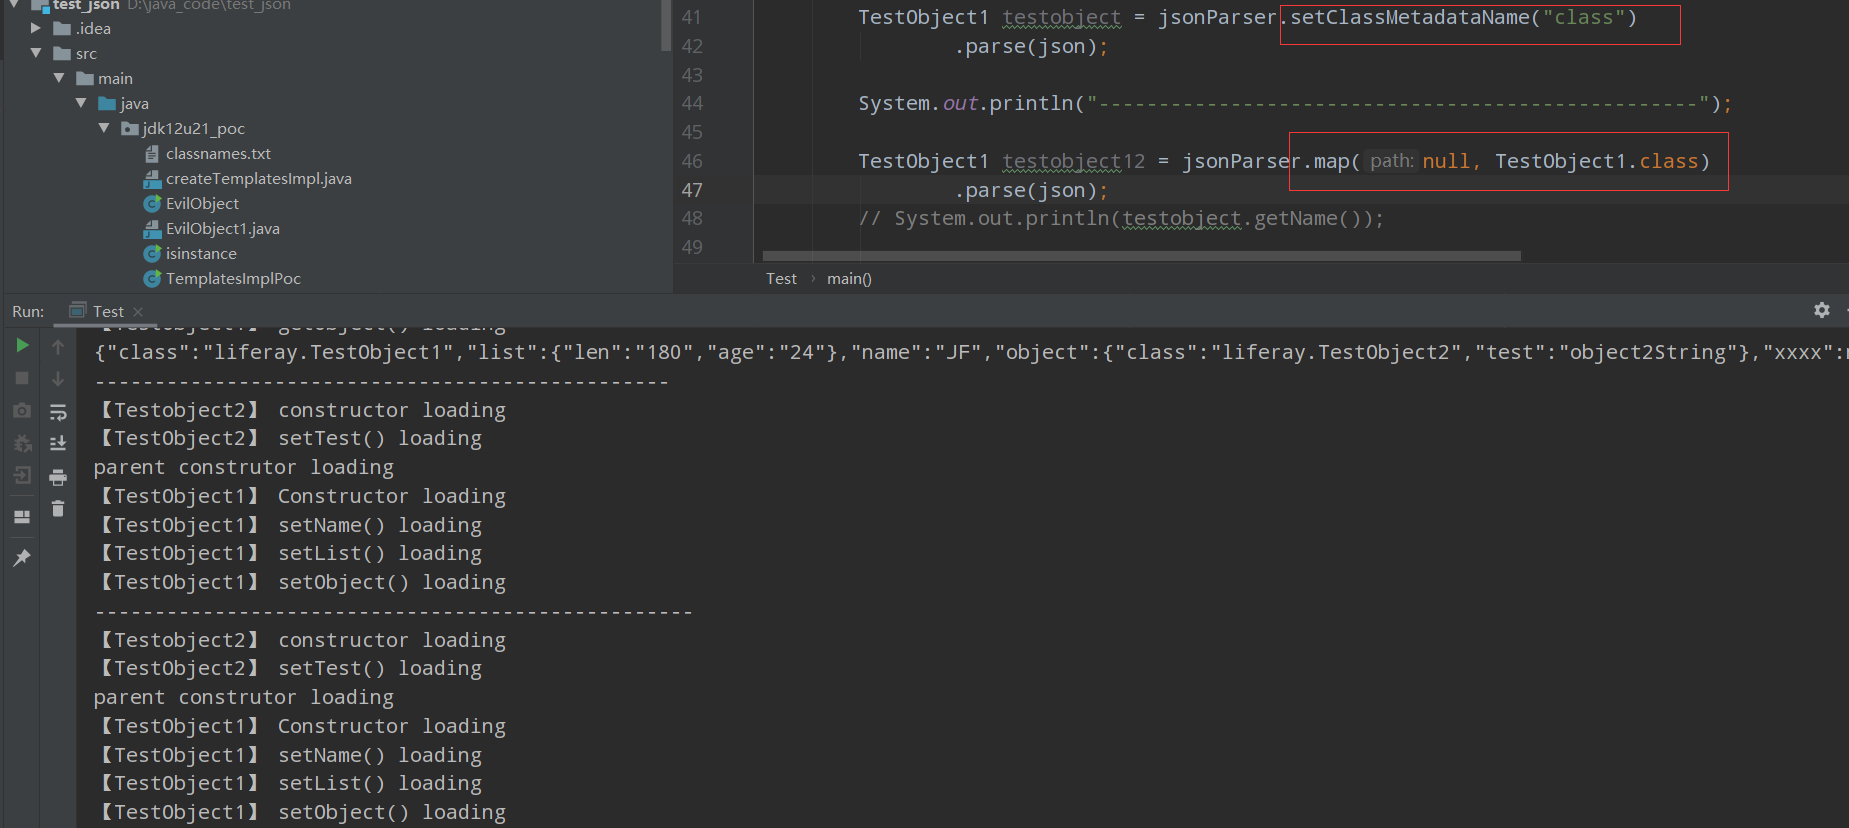 test_json D:\java_code\test_json
.idea
src
main
java
jdk12u21_poc
classnames.txt
createTemplatesImpl.java
EvilObject
EvilObject1.java
isinstance
TemplatesImplPoc
41 TestObject1 testobject = jsonParser.setClassMetadataName("class")
42 .parse(json);
43
44 System.out.println("--------------------------------------------------");
45
46 TestObject1 testobject12 = jsonParser.map( path: null, TestObject1.class)
47 .parse(json);
48 // System.out.println(testobject.getName());
49
Test › main()
Run: Test ×
【TestObject1】 getObject() loading
{"class":"liferay.TestObject1","list":{"len":"180","age":"24"},"name":"JF","object":{"class":"liferay.TestObject2","test":"object2String"},"xxxx":
------------------------------------------------
【Testobject2】 constructor loading
【TestObject2】 setTest() loading
parent construtor loading
【TestObject1】 Constructor loading
【TestObject1】 setName() loading
【TestObject1】 setList() loading
【TestObject1】 setObject() loading
--------------------------------------------------
【Testobject2】 constructor loading
【TestObject2】 setTest() loading
parent construtor loading
【TestObject1】 Constructor loading
【TestObject1】 setName() loading
【TestObject1】 setList() loading
【TestObject1】 setObject() loading